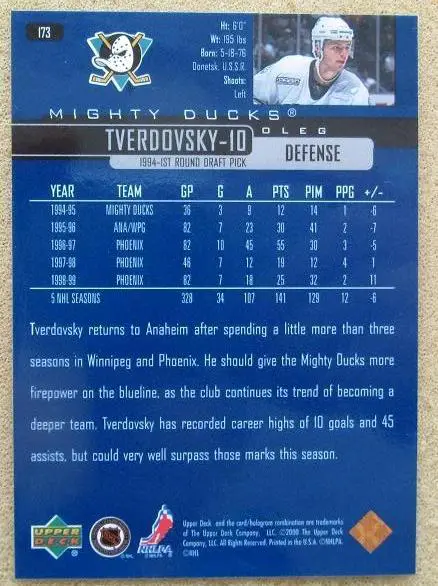 173
Ht: 6'0"
Wt: 185 lbs
Born: 5-18-76
Donetsk, U.S.S.R.
Shoots:
Left
MIGHTY DUCKS®
OLEG
TVERDOVSKY-10
1994-1ST ROUND DRAFT PICK
DEFENSE
YEAR TEAM GP G A PTS PIM PPG +/-
1994-95 MIGHTY DUCKS 36 3 9 12 14 1 -6
1995-96 ANA/WPG 82 7 23 30 41 2 -7
1996-97 PHOENIX 82 10 45 55 30 3 -5
1997-98 PHOENIX 46 7 12 19 12 4 1
1998-99 PHOENIX 82 7 18 25 32 2 11
5 NHL SEASONS 328 34 107 141 129 12 -6
Tverdovsky returns to Anaheim after spending a little more than three
seasons in Winnipeg and Phoenix. He should give the Mighty Ducks more
firepower on the blueline, as the club continues its trend of becoming a
deeper team. Tverdovsky has recorded career highs of 10 goals and 45
assists, but could very well surpass those marks this season.
UPPER
DECK
NHL
NHLPA
Upper Deck and the card/hologram combination are trademarks
of The Upper Deck Company, LLC. ©2000 The Upper Deck
Company, LLC. All Rights Reserved. Printed in the U.S.A. ©NHLPA.
©NHL